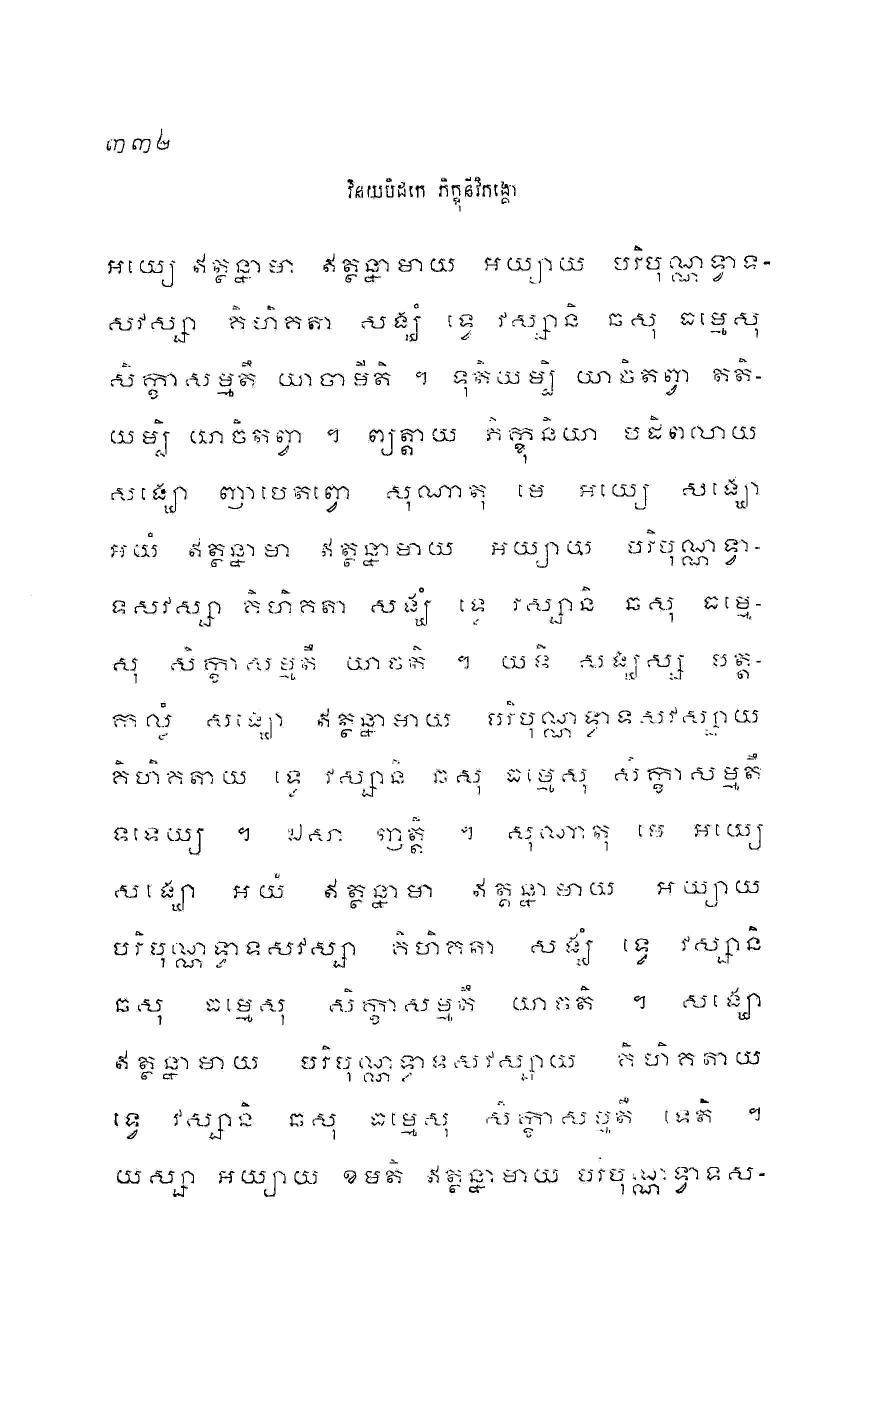 ៣៣២
វិនយបិដកេ ភិក្ខុនីវិភង្គោ
អយ្យេ ឥត្ថន្នាមា ឥត្ថន្នាមាយ អយ្យាយ បរិបុណ្ណទ្វាទ-
សវស្សា គិហិគតា សង្ឃំ ទ្វេ វស្សានិ ឆសុ ធម្មេសុ
សិក្ខាសម្មតឹ យាចាមីតិ ។ ទុតិយម្បិ យាចិតព្វា តតិ-
យម្បិ យាចិតព្វា ។ ព្យត្តាយ ភិក្ខុនិយា បដិពលាយ
សង្ឃោ ញាបេតព្វោ សុណាតុ មេ អយ្យេ សង្ឃោ
អយំ ឥត្ថន្នាមា ឥត្ថន្នាមាយ អយ្យាយ បរិបុណ្ណទ្វា-
ទសវស្សា គិហិគតា សង្ឃំ ទ្វេ វស្សានិ ឆសុ ធម្មេ-
សុ សិក្ខាសម្មតឹ យាចតិ ។ យទិ សង្ឃស្ស បត្ត-
កាល្លំ សង្ឃោ ឥត្ថន្នាមាយ បរិបុណ្ណទ្វាទសវស្សាយ
គិហិគតាយ ទ្វេ វស្សានិ ឆសុ ធម្មេសុ សិក្ខាសម្មតឹ
ទទេយ្យ ។ ឯសា ញត្តិ ។ សុណាតុ មេ អយ្យេ
សង្ឃោ អយំ ឥត្ថន្នាមា ឥត្ថន្នាមាយ អយ្យាយ
បរិបុណ្ណទ្វាទសវស្សា គិហិគតា សង្ឃំ ទ្វេ វស្សានិ
ឆសុ ធម្មេសុ សិក្ខាសម្មតឹ យាចតិ ។ សង្ឃោ
ឥត្ថន្នាមាយ បរិបុណ្ណទ្វាទសវស្សាយ គិហិគតាយ
ទ្វេ វស្សានិ ឆសុ ធម្មេសុ សិក្ខាសម្មតឹ ទេតិ ។
យស្សា អយ្យាយ ខមតិ ឥត្ថន្នាមាយ បរិបុណ្ណទ្វាទស-